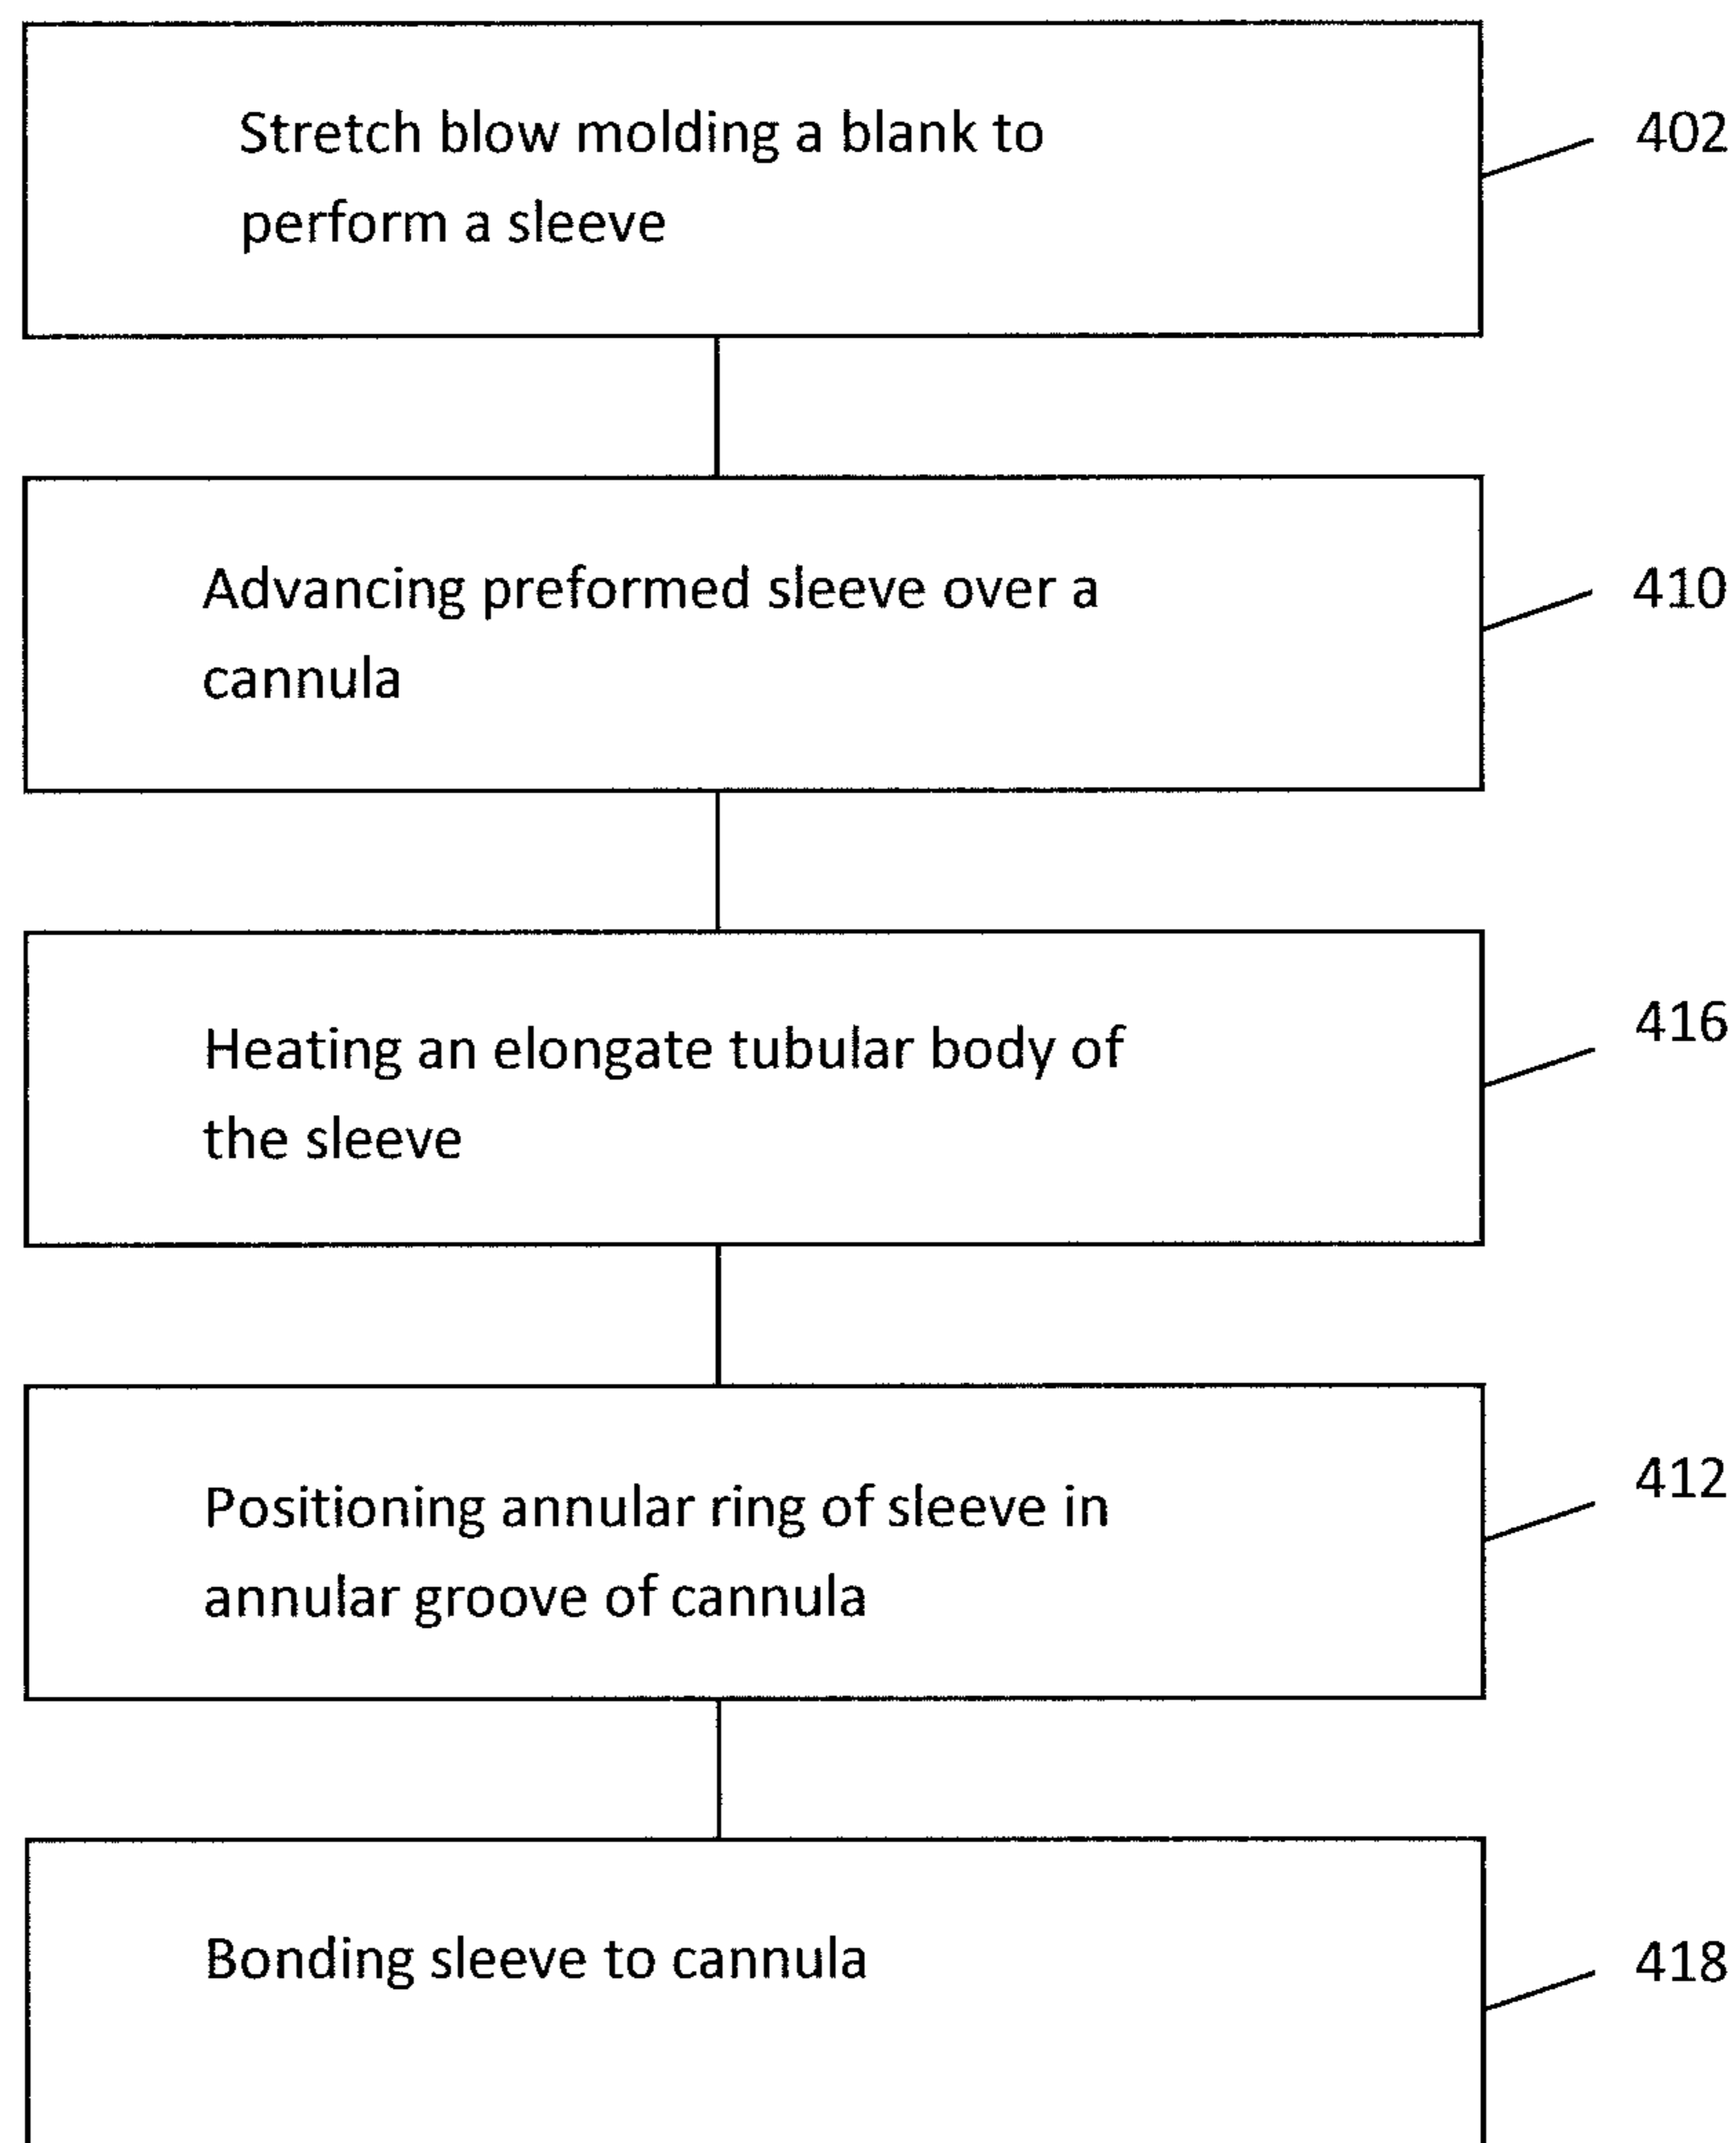 Stretch blow molding a blank to
perform a sleeve
402
Advancing preformed sleeve over a
cannula
410
Heating an elongate tubular body of
the sleeve
416
Positioning annular ring of sleeve in
annular groove of cannula
412
Bonding sleeve to cannula
418